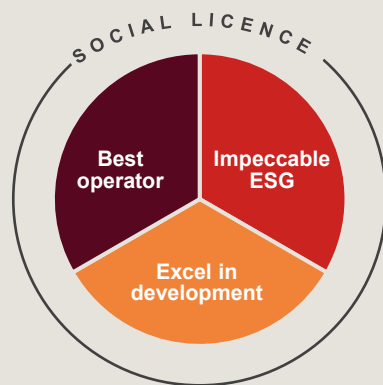 SOCIAL LICENCE
Best
operator
Impeccable
ESG
Excel in
development